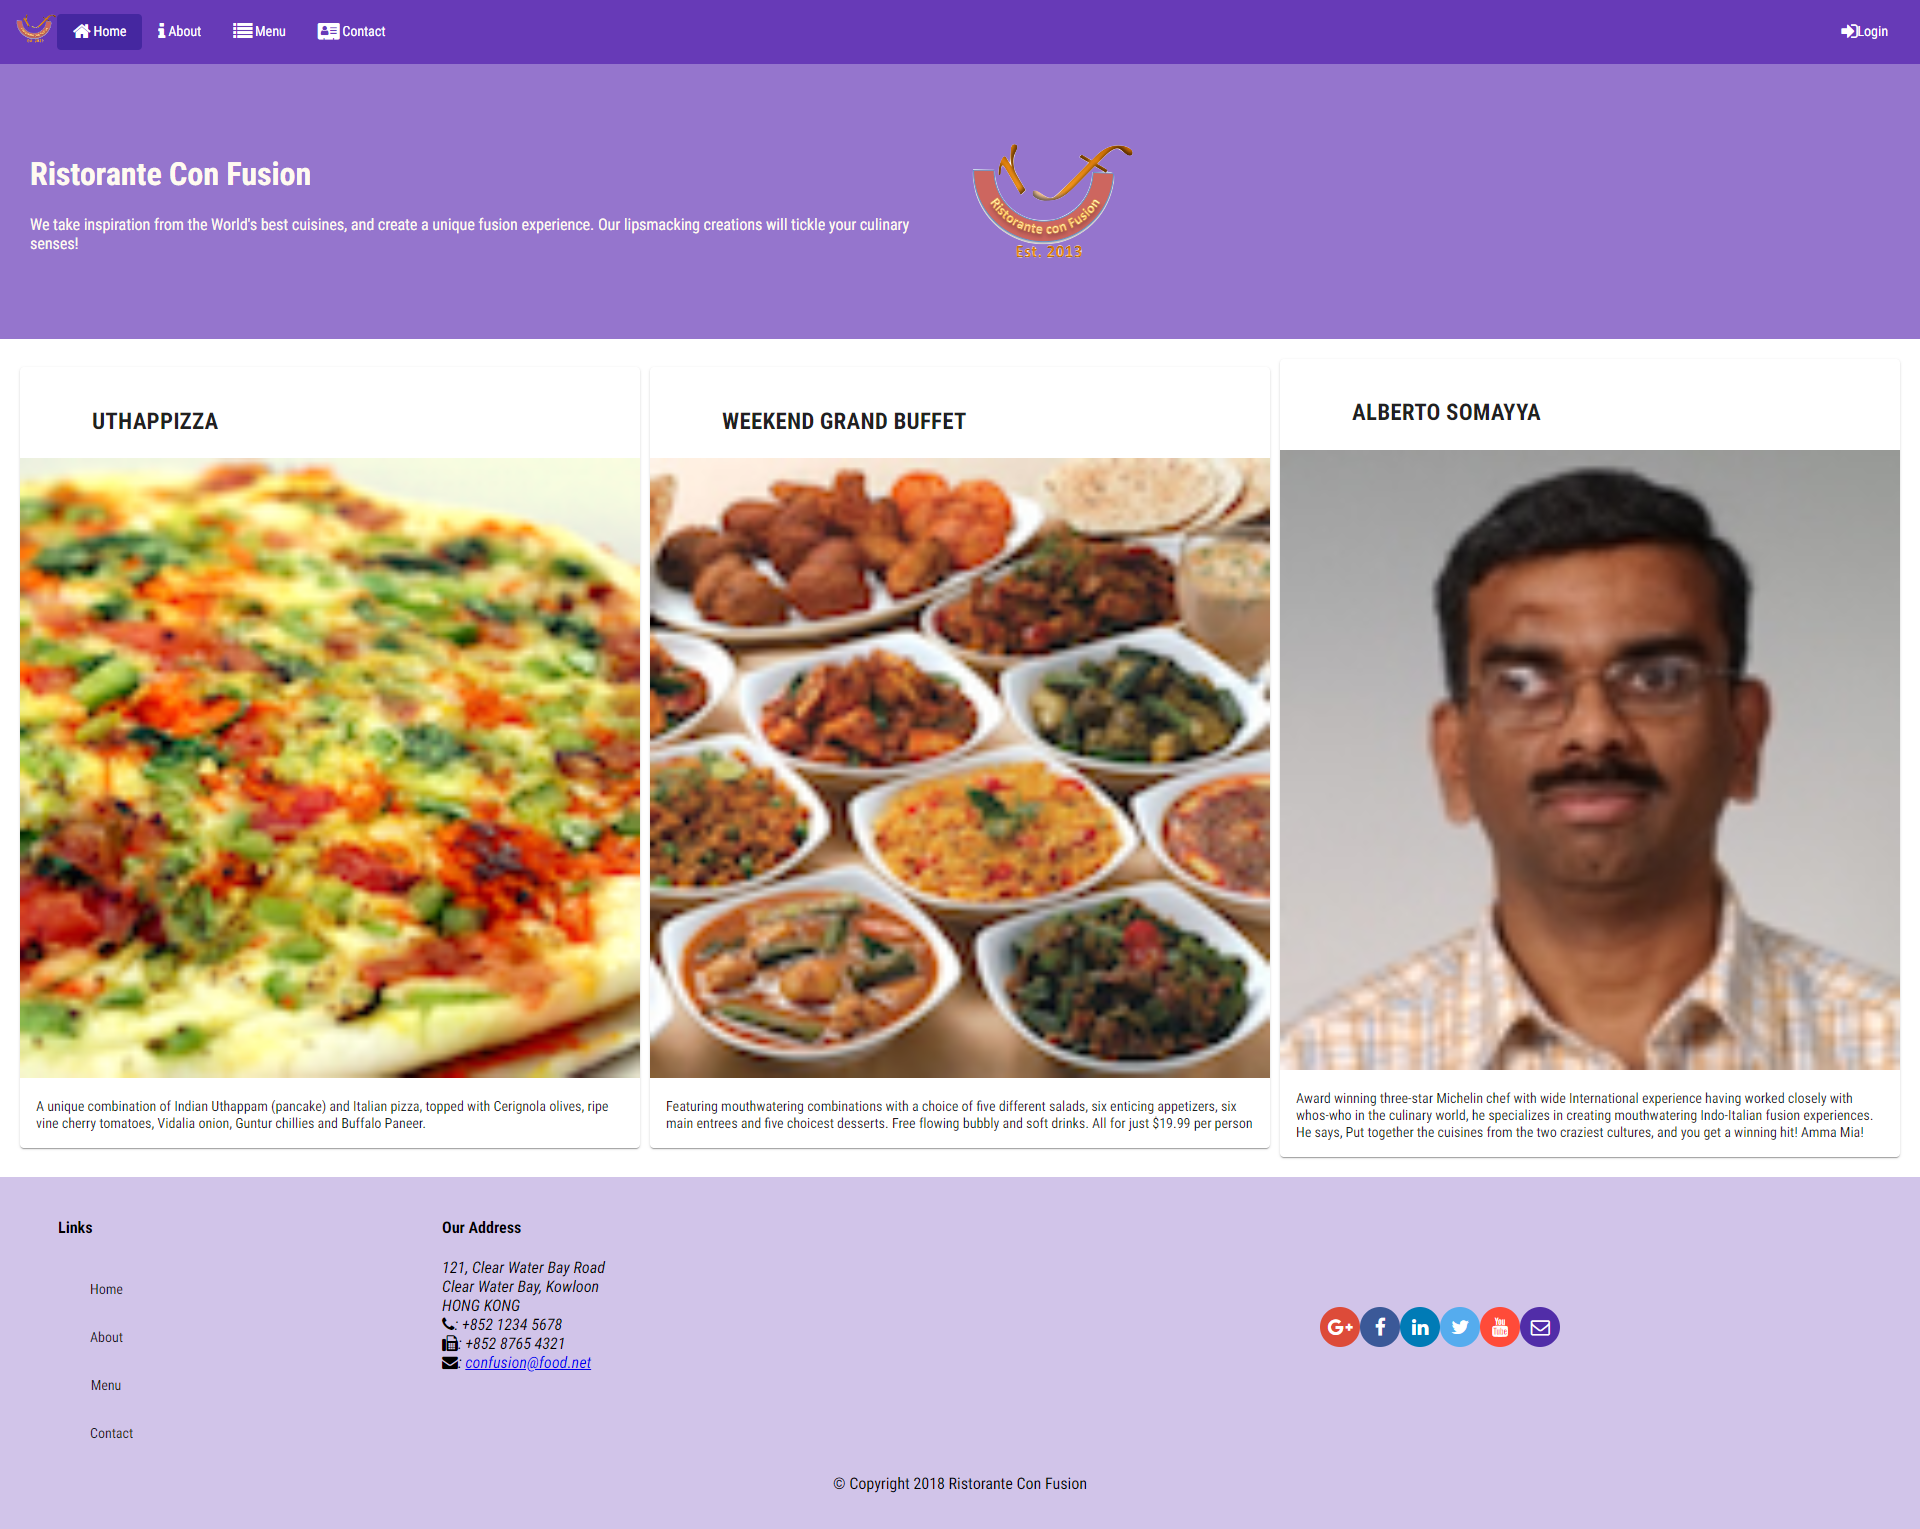 Home
About
Menu
Contact
Login
Ristorante Con Fusion
We take inspiration from the World's best cuisines, and create a unique fusion experience. Our lipsmacking creations will tickle your culinary
senses!
Ristorante con Fusion
Est. 2013
UTHAPPIZZA
A unique combination of Indian Uthappam (pancake) and Italian pizza, topped with Cerignola olives, ripe
vine cherry tomatoes, Vidalia onion, Guntur chillies and Buffalo Paneer.
WEEKEND GRAND BUFFET
Featuring mouthwatering combinations with a choice of five different salads, six enticing appetizers, six
main entrees and five choicest desserts. Free flowing bubbly and soft drinks. All for just $19.99 per person
ALBERTO SOMAYYA
Award winning three-star Michelin chef with wide International experience having worked closely with
whos-who in the culinary world, he specializes in creating mouthwatering Indo-Italian fusion experiences.
He says, Put together the cuisines from the two craziest cultures, and you get a winning hit! Amma Mia!
Links
Home
About
Menu
Contact
Our Address
121, Clear Water Bay Road
Clear Water Bay, Kowloon
HONG KONG
: +852 1234 5678
: +852 8765 4321
: confusion@food.net
G+
f
in
You
Tube
© Copyright 2018 Ristorante Con Fusion